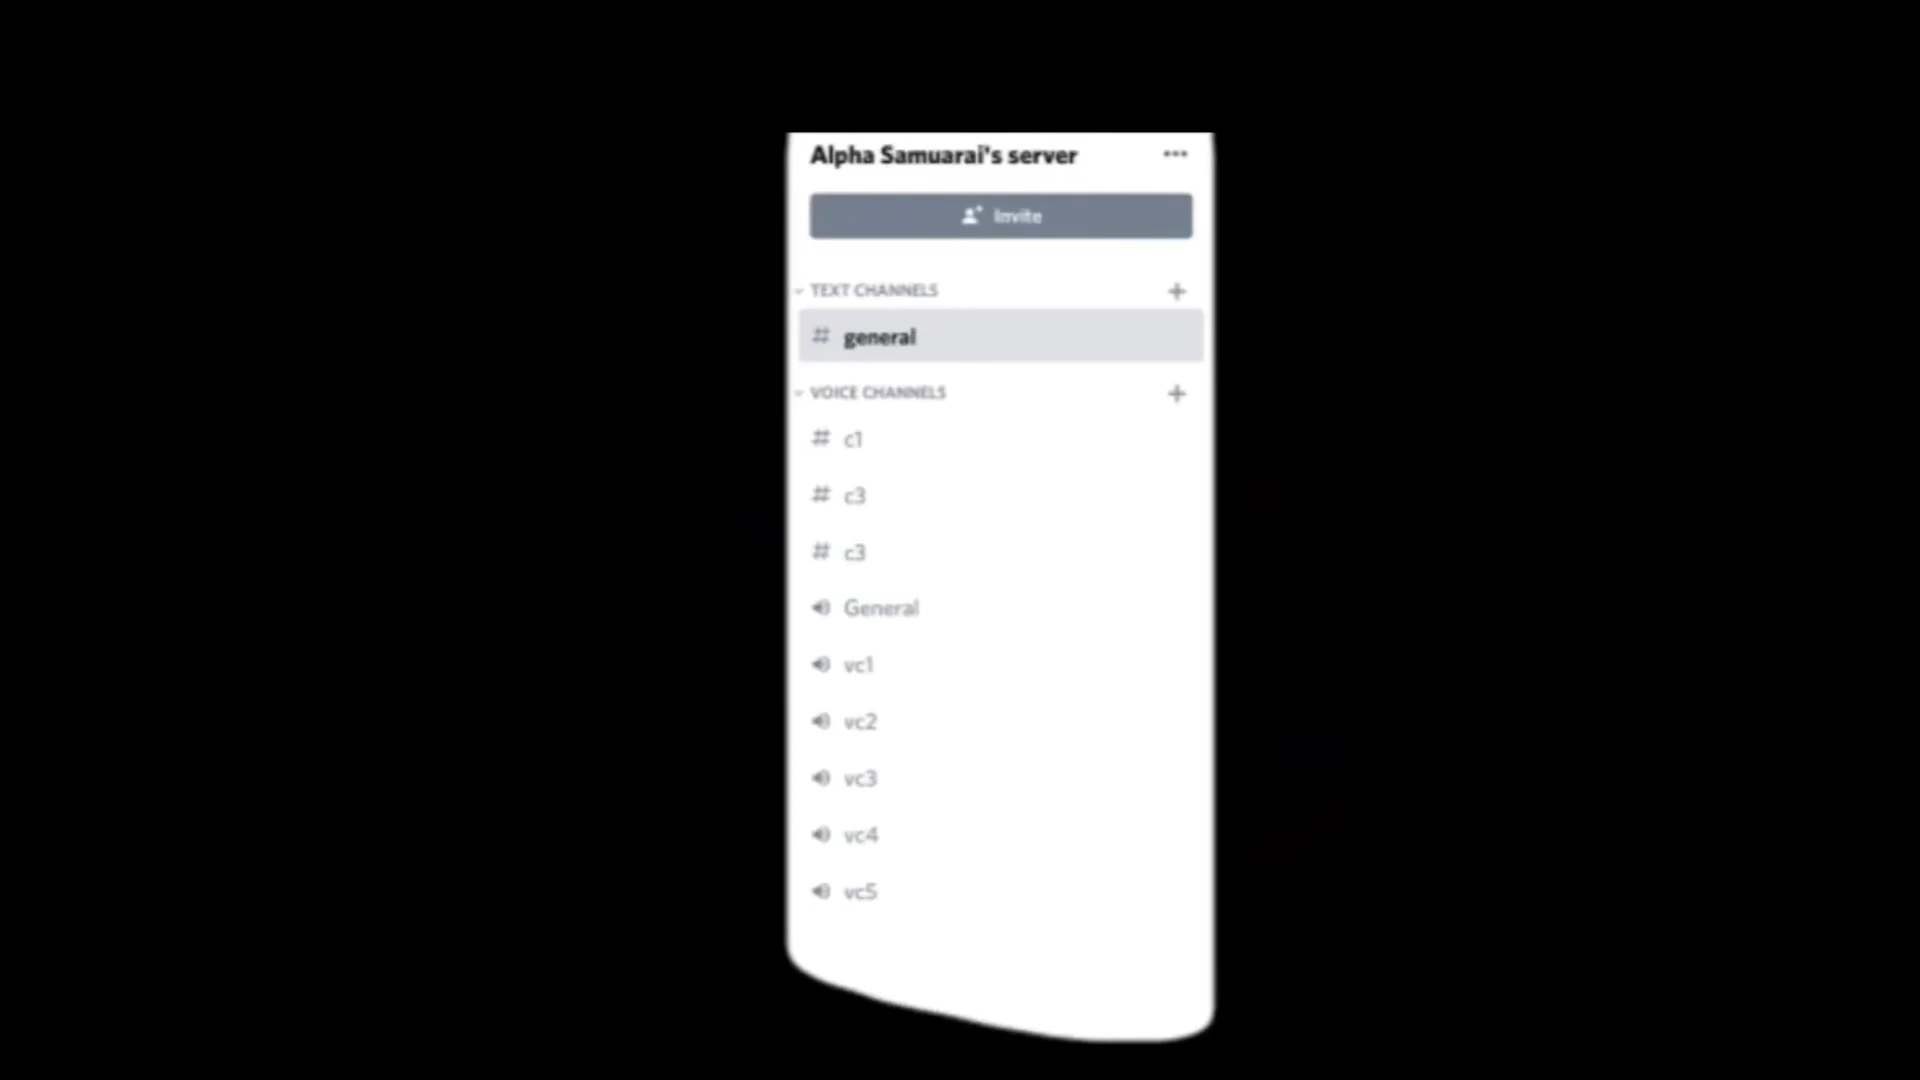 Alpha Samuarai's server
Invite
TEXT CHANNELS
# general
VOICE CHANNELS
# c1
# c3
# c3
General
vc1
vc2
vc3
vc4
vc5